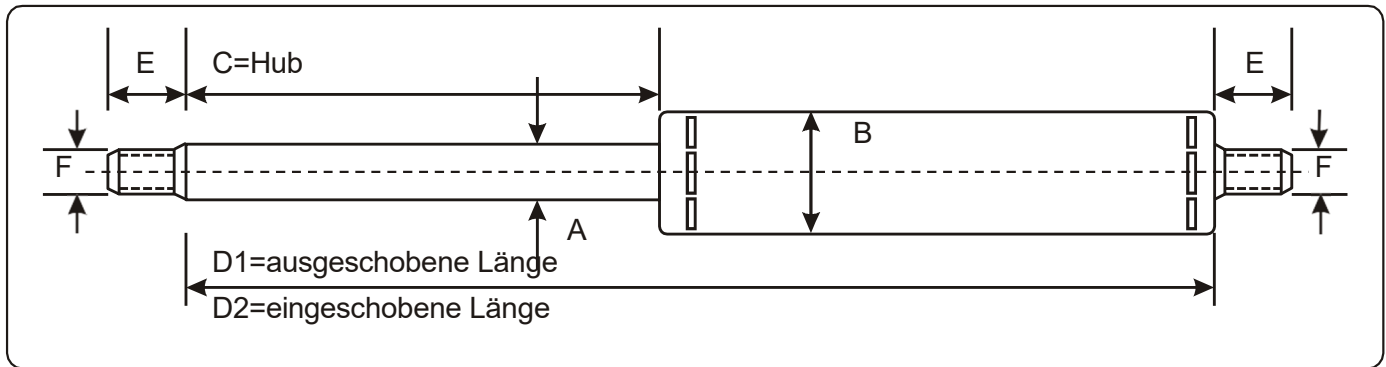 E
C=Hub
E
B
F
F
A
D1=ausgeschobene Länge
D2=eingeschobene Länge